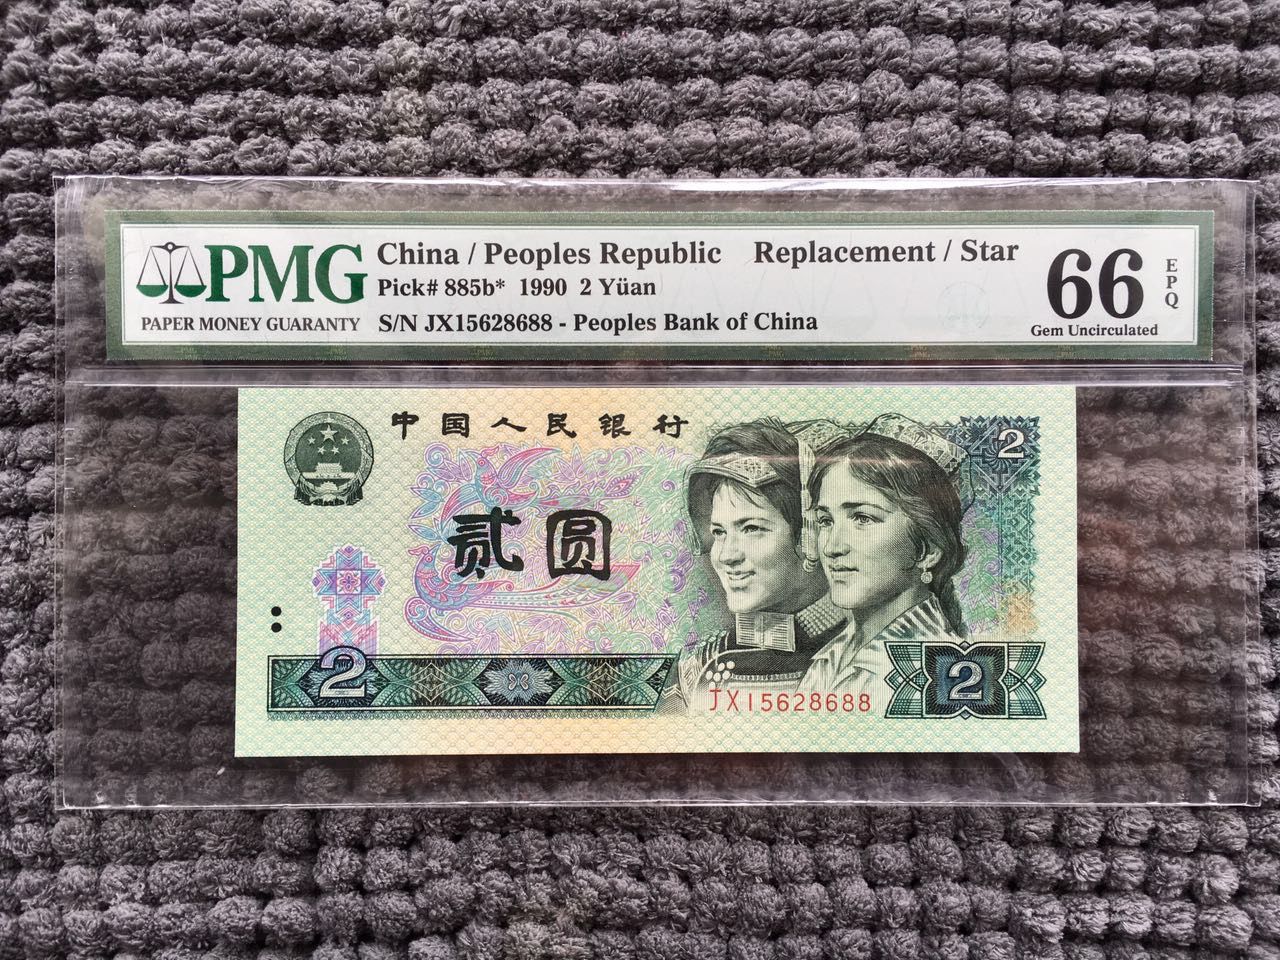 PMG
PAPER MONEY GUARANTY
China / Peoples Republic Replacement / Star
Pick# 885b* 1990 2 Yüan
S/N JX15628688 - Peoples Bank of China
66
EPQ
Gem Uncirculated
中国人民银行
2
贰圆
2
JX15628688
2